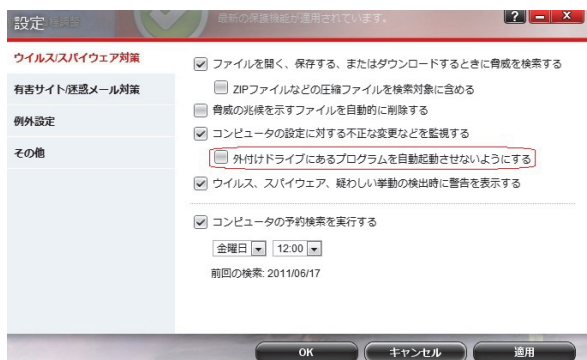 設定
最新の保護機能が適用されています。
ウイルス/スパイウェア対策
有害サイト/迷惑メール対策
例外設定
その他
ファイルを開く、保存する、またはダウンロードするときに脅威を検索する
ZIPファイルなどの圧縮ファイルを検索対象に含める
脅威の兆候を示すファイルを自動的に削除する
コンピュータの設定に対する不正な変更などを監視する
外付けドライブにあるプログラムを自動起動させないようにする
ウイルス、スパイウェア、疑わしい挙動の検出時に警告を表示する
コンピュータの予約検索を実行する
金曜日 12:00
前回の検索: 2011/06/17
OK キャンセル 適用